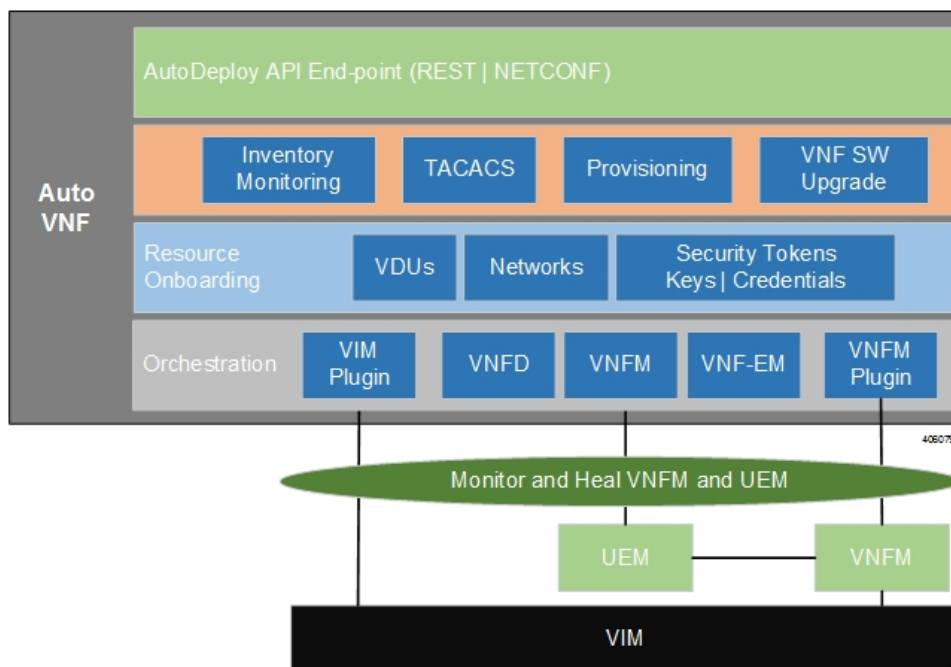 AutoDeploy API End-point (REST | NETCONF)
Auto
VNF
Inventory
Monitoring
TACACS
Provisioning
VNF SW
Upgrade
Resource
Onboarding
VDUs
Networks
Security Tokens
Keys | Credentials
Orchestration
VIM
Plugin
VNFD
VNFM
VNF-EM
VNFM
Plugin
Monitor and Heal VNFM and UEM
UEM
VNFM
VIM